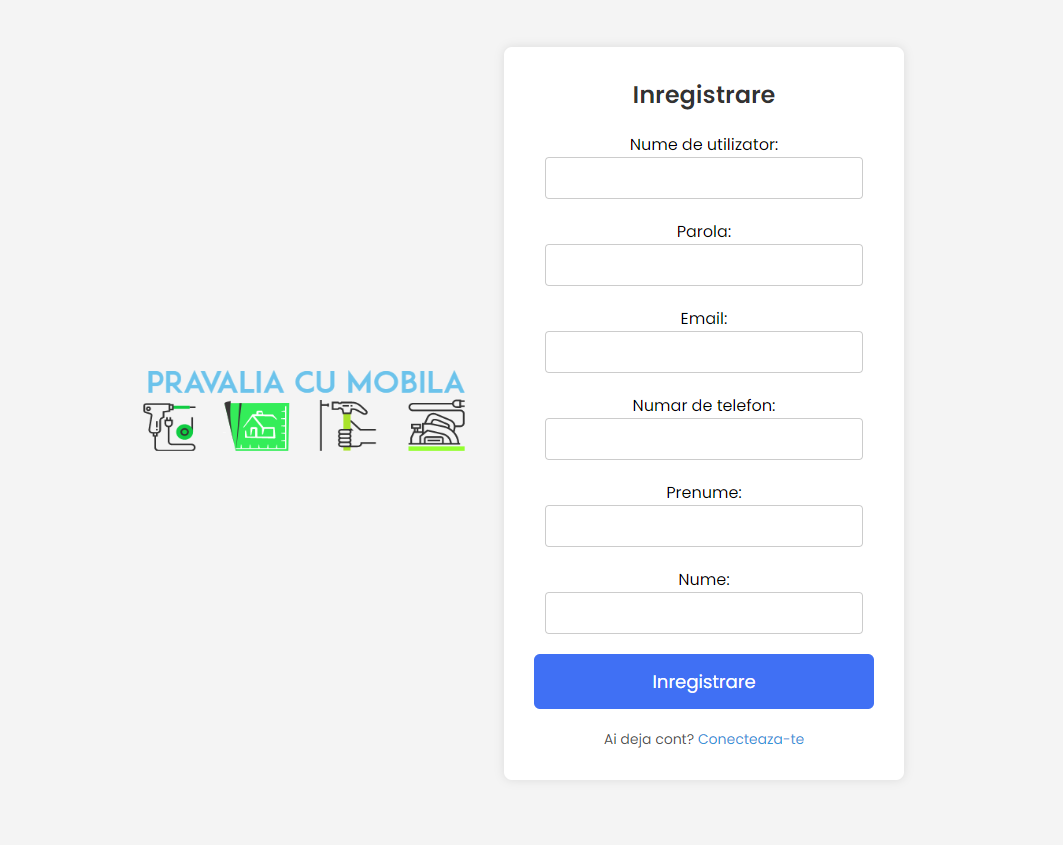 PRAVALIA CU MOBILA
Inregistrare
Nume de utilizator:
Parola:
Email:
Numar de telefon:
Prenume:
Nume:
Inregistrare
Ai deja cont? Conecteaza-te